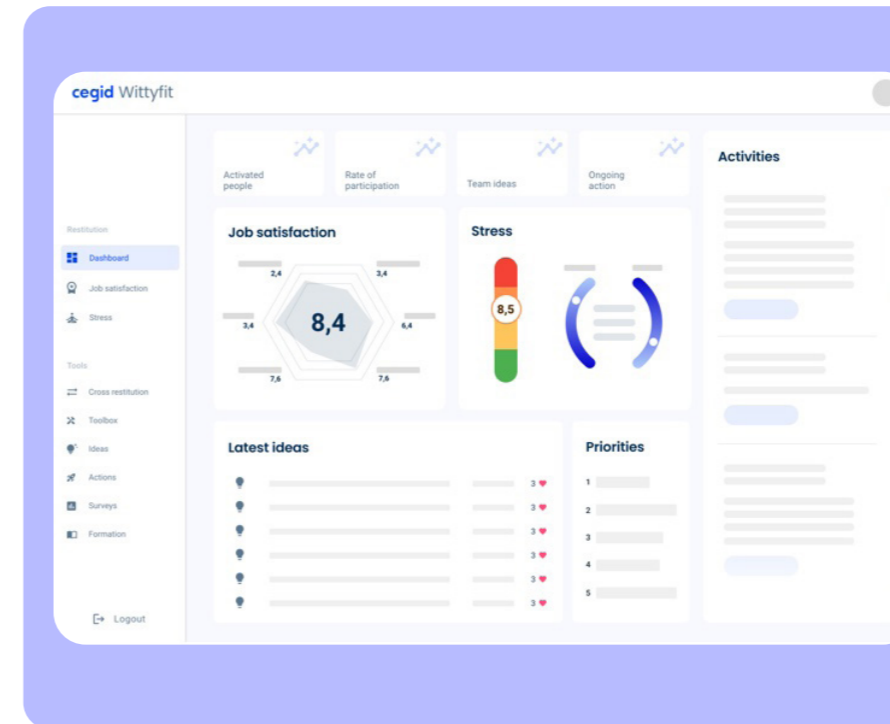 cegid Wittyfit
Restitution
Dashboard
Job satisfaction
Stress
Tools
Cross restitution
Toolbox
Ideas
Actions
Surveys
Formation
Logout
Activated
people
Rate of
participation
Team ideas
Ongoing
action
Job satisfaction
2,4
3,4
3,4
8,4
6,4
7,6
7,6
Stress
8,5
Latest ideas
3
3
3
3
3
3
Priorities
1
2
3
4
5
Activities